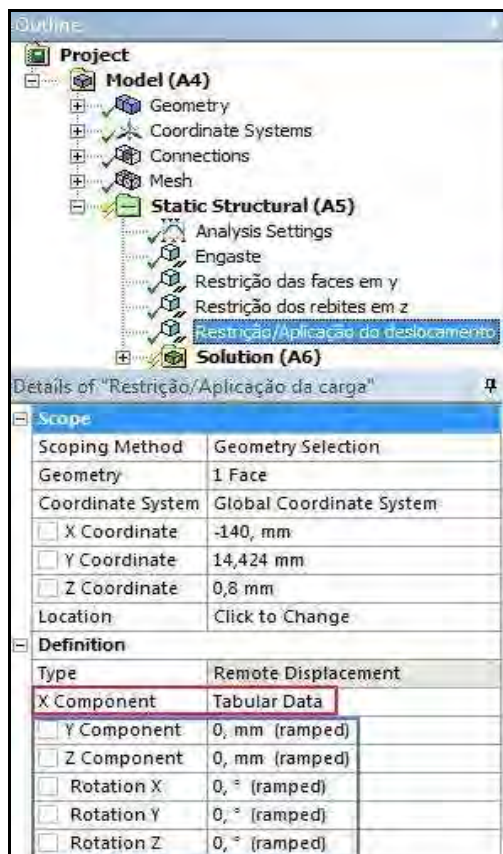 Outline
Project
Model (A4)
Geometry
Coordinate Systems
Connections
Mesh
Static Structural (A5)
Analysis Settings
Engaste
Restrição das faces em y
Restrição dos rebites em z
Restrição/Aplicação do deslocamento
Solution (A6)
Details of "Restrição/Aplicação da carga"
Scope
Scoping Method Geometry Selection
Geometry 1 Face
Coordinate System Global Coordinate System
X Coordinate -140, mm
Y Coordinate 14,424 mm
Z Coordinate 0,8 mm
Location Click to Change
Definition
Type Remote Displacement
X Component Tabular Data
Y Component 0, mm (ramped)
Z Component 0, mm (ramped)
Rotation X 0, ° (ramped)
Rotation Y 0, ° (ramped)
Rotation Z 0, ° (ramped)